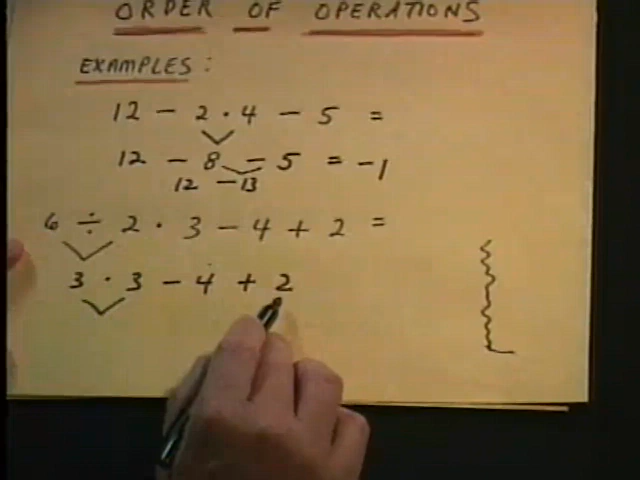 ORDER OF OPERATIONS
EXAMPLES:
12 - 2 · 4 - 5 =
12 - 8 - 5 = -1
12 - 13
6 ÷ 2 · 3 - 4 + 2 =
3 · 3 - 4 + 2